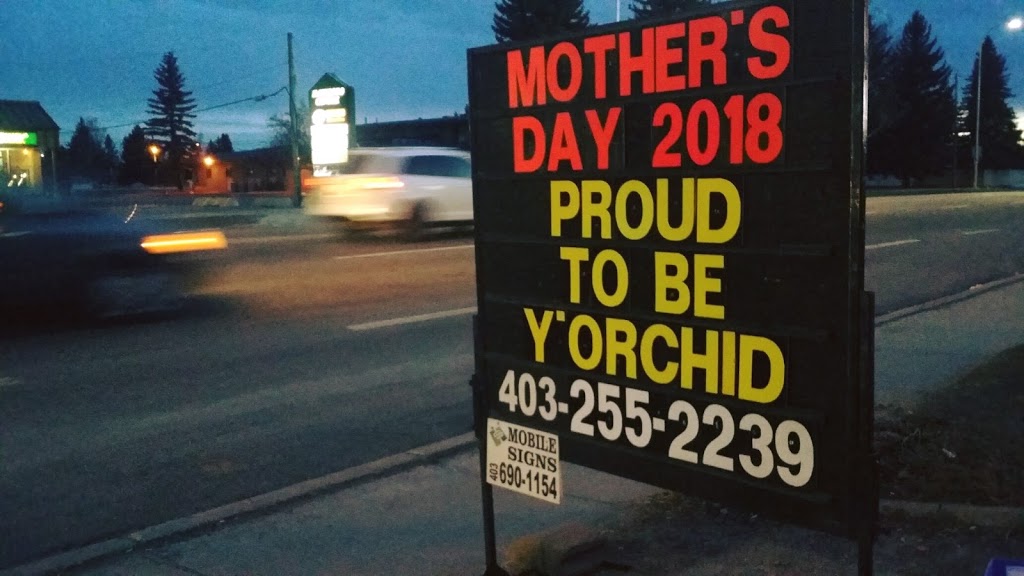 MOTHER'S
DAY 2018
PROUD
TO BE
Y'ORCHID
403-255-2239
MOBILE
SIGNS
403 690-1154